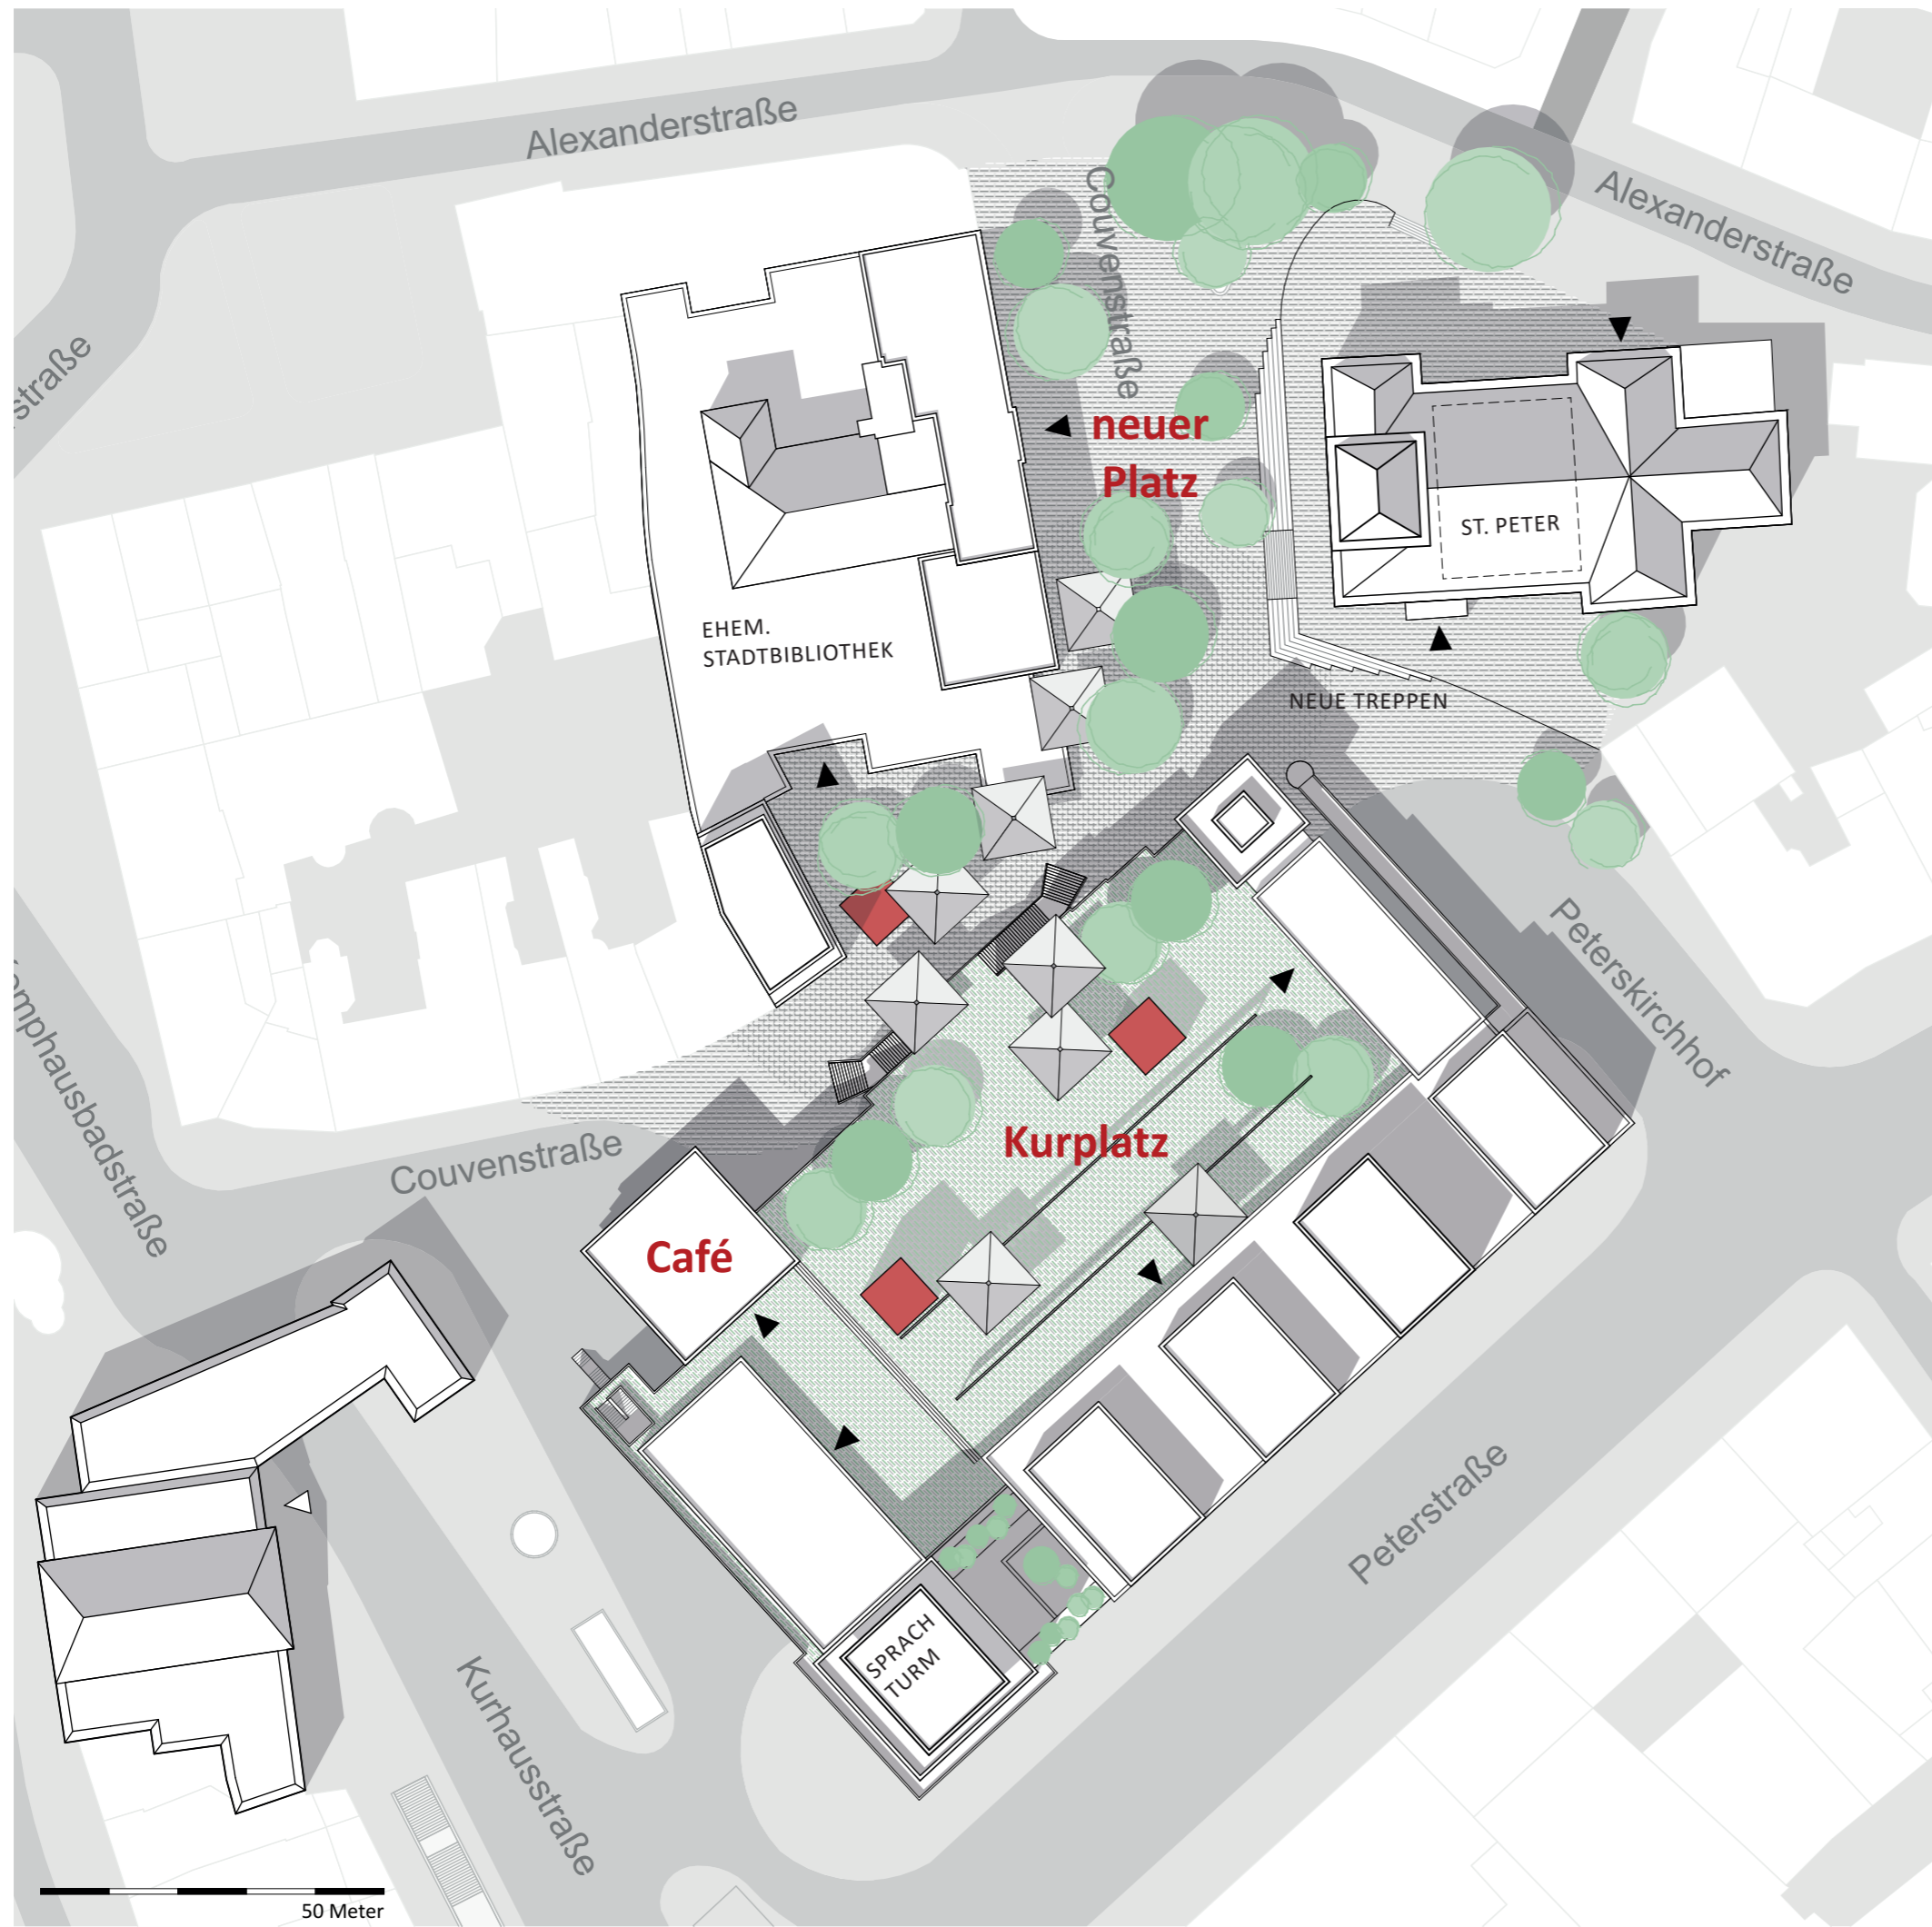 Alexanderstraße
Couvenstraße
Alexanderstraße
straße
neuer
Platz
ST. PETER
EHEM.
STADTBIBLIOTHEK
NEUE TREPPEN
Peterskirchhof
Kurplatz
Couvenstraße
Café
Peterstraße
SPRACH
TURM
Kurhausstraße
50 Meter